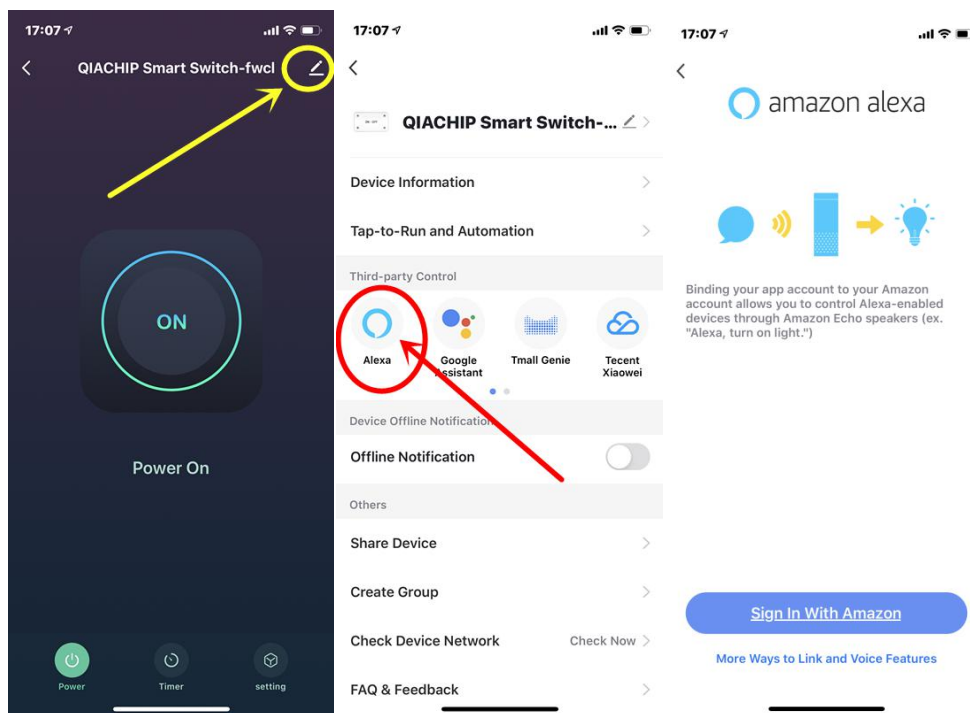 17:07
QIACHIP Smart Switch-fwcl
ON
Power On
Power
Timer
setting
17:07
QIACHIP Smart Switch-...
Device Information
Tap-to-Run and Automation
Third-party Control
Alexa
Google Assistant
Tmall Genie
Tecent Xiaowei
Device Offline Notification
Offline Notification
Others
Share Device
Create Group
Check Device Network
Check Now
FAQ & Feedback
17:07
amazon alexa
Binding your app account to your Amazon
account allows you to control Alexa-enabled
devices through Amazon Echo speakers (ex.
"Alexa, turn on light.")
Sign In With Amazon
More Ways to Link and Voice Features